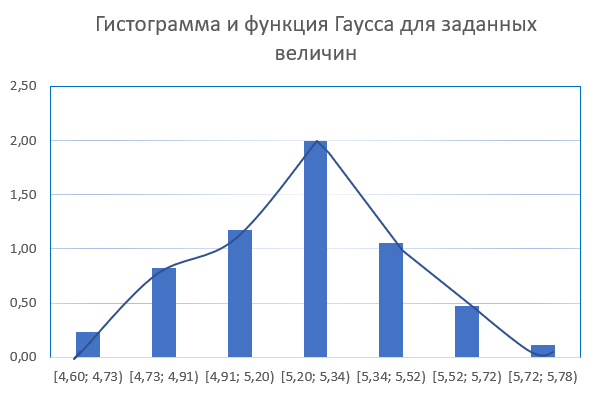 Гистограмма и функция Гаусса для заданных
величин
2,50
2,00
1,50
1,00
0,50
0,00
[4,60; 4,73) [4,73; 4,91) [4,91; 5,20) [5,20; 5,34) [5,34; 5,52) [5,52; 5,72) [5,72; 5,78)